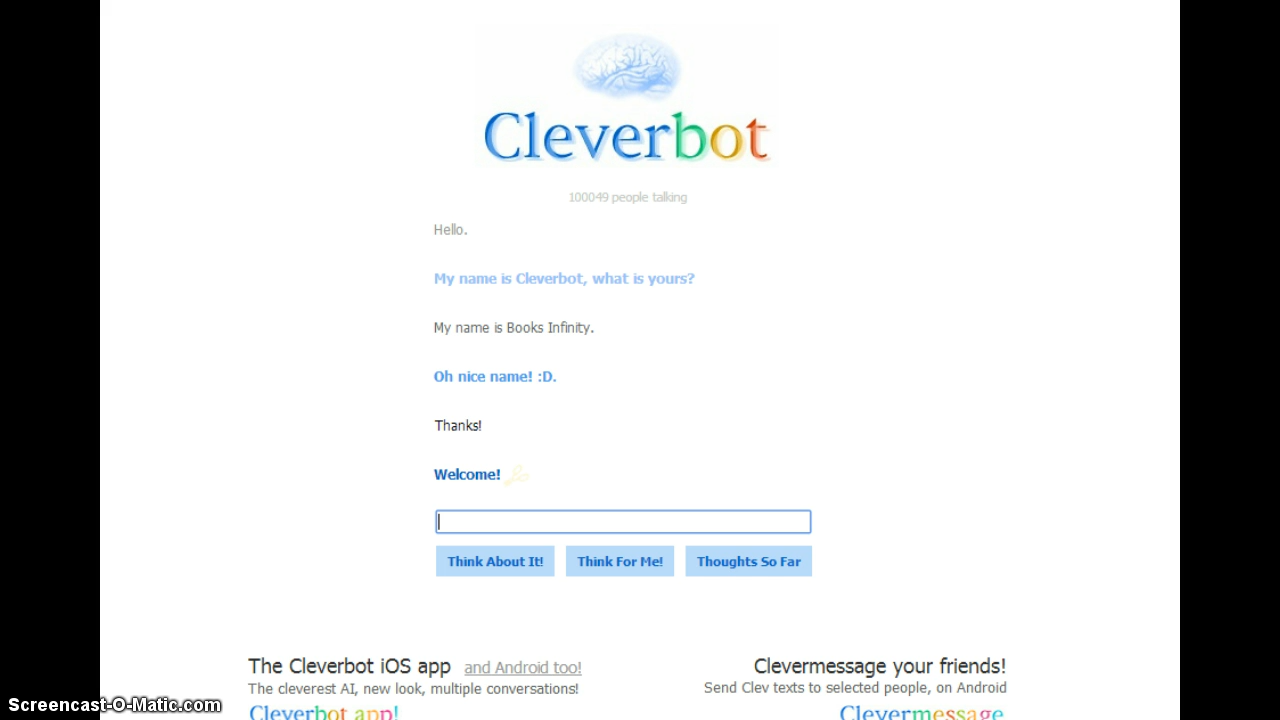 Cleverbot
100049 people talking
Hello.
My name is Cleverbot, what is yours?
My name is Books Infinity.
Oh nice name! :D.
Thanks!
Welcome!
Think About It! Think For Me! Thoughts So Far
The Cleverbot iOS app and Android too!
The cleverest AI, new look, multiple conversations!
Cleverbot app!
Clevermessage your friends!
Send Clev texts to selected people, on Android
Clevermessage
Screencast-O-Matic.com